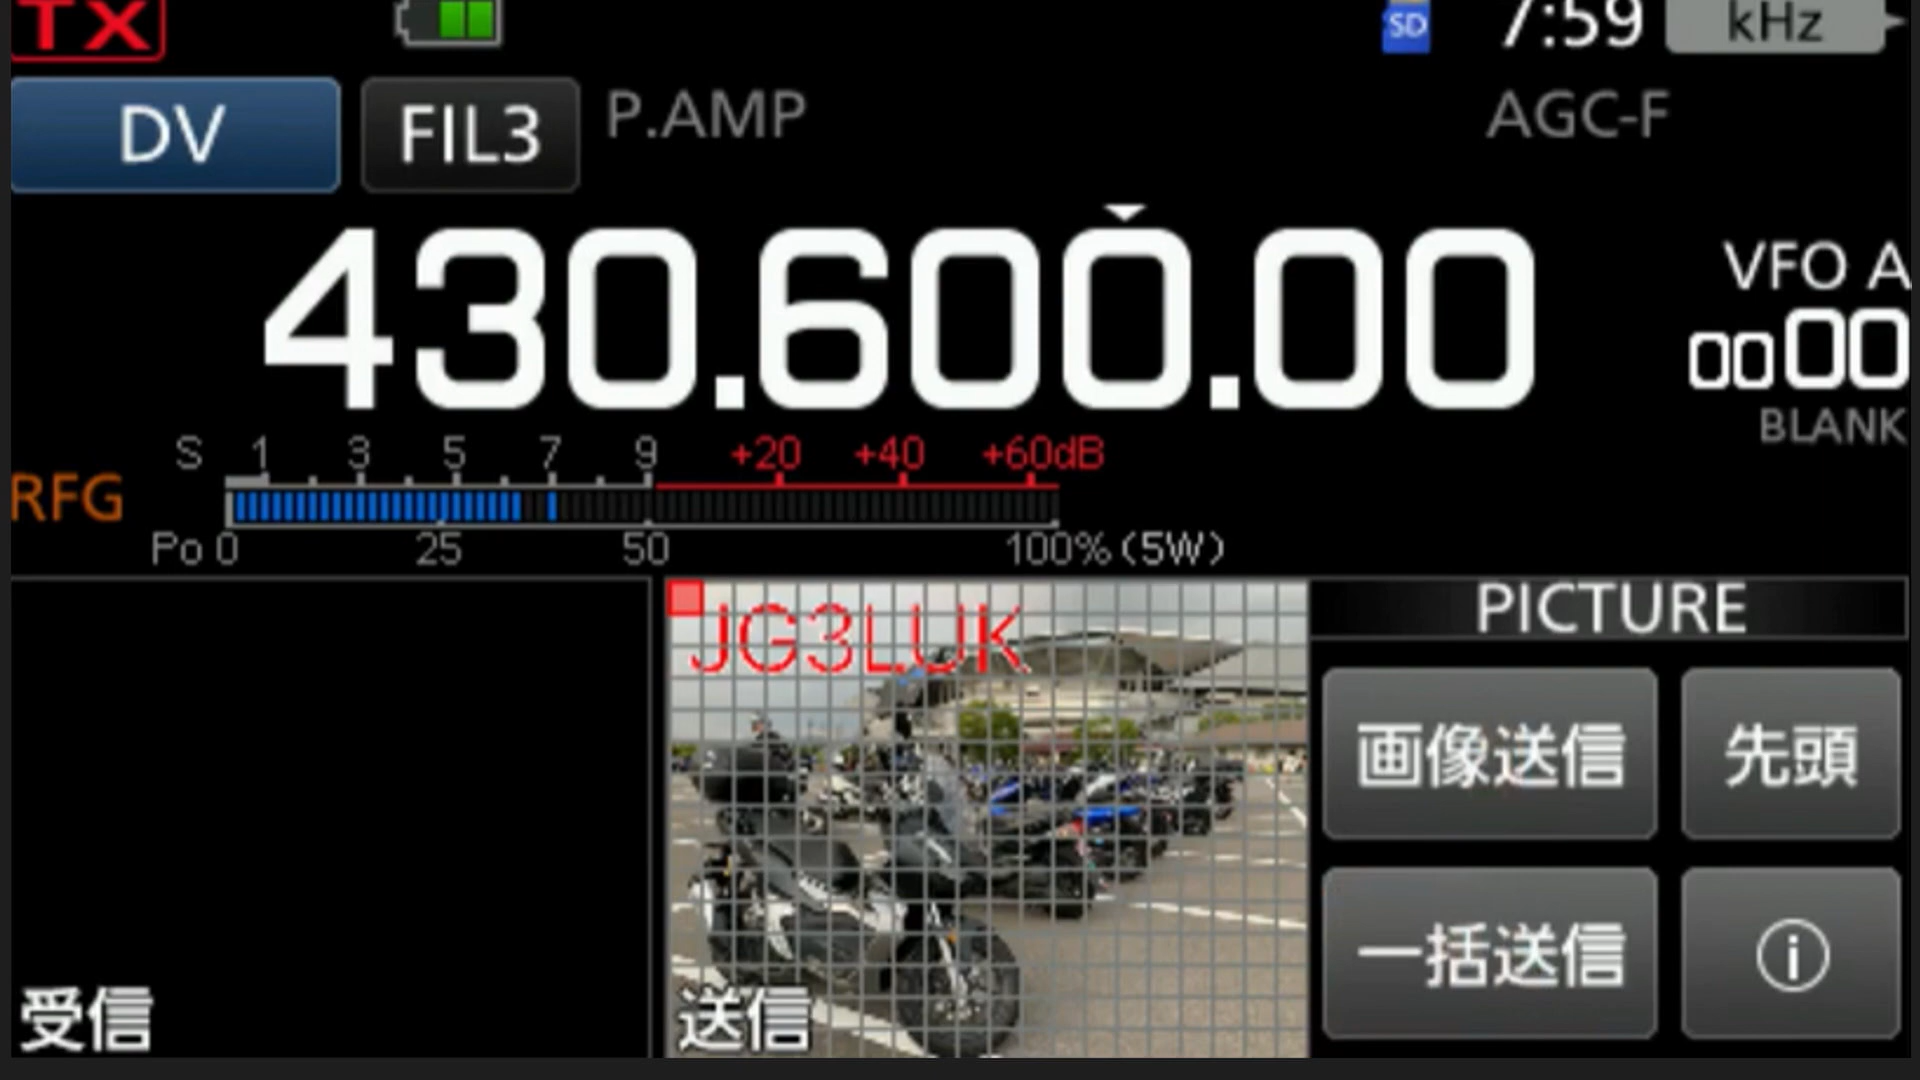 TX
SD 7:59 kHz
DV FIL3 P.AMP AGC-F
430.600.00
VFO A
0000
BLANK
S 1 3 5 7 9 +20 +40 +60dB
RFG
Po 0 25 50 100% (5W)
JG3LUK
PICTURE
画像送信 先頭
一括送信 i
受信 送信